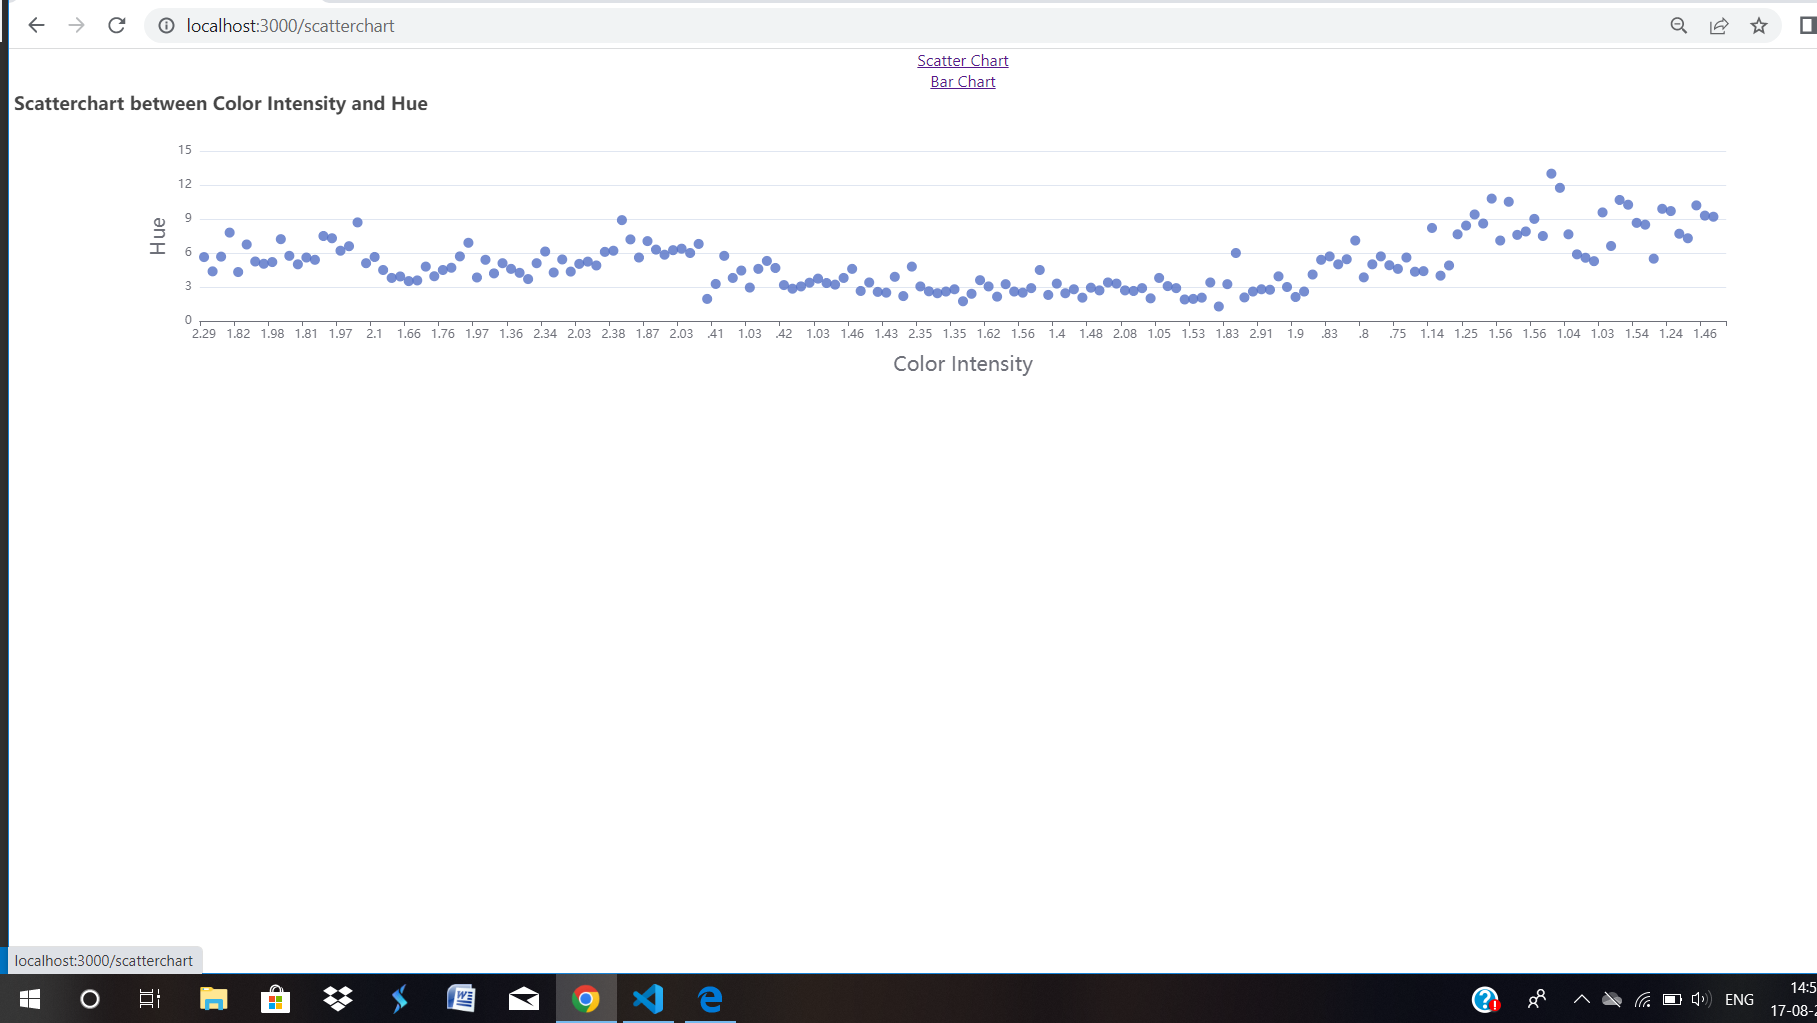 localhost:3000/scatterchart
Scatter Chart
Bar Chart
Scatterchart between Color Intensity and Hue
15
12
9
6
3
0
Hue
2.29 1.82 1.98 1.81 1.97 2.1 1.66 1.76 1.97 1.36 2.34 2.03 2.38 1.87 2.03 .41 1.03 .42 1.03 1.46 1.43 2.35 1.35 1.62 1.56 1.4 1.48 2.08 1.05 1.53 1.83 2.91 1.9 .83 .8 .75 1.14 1.25 1.56 1.56 1.04 1.03 1.54 1.24 1.46
Color Intensity
localhost:3000/scatterchart
W
ENG
14:5
17-08-